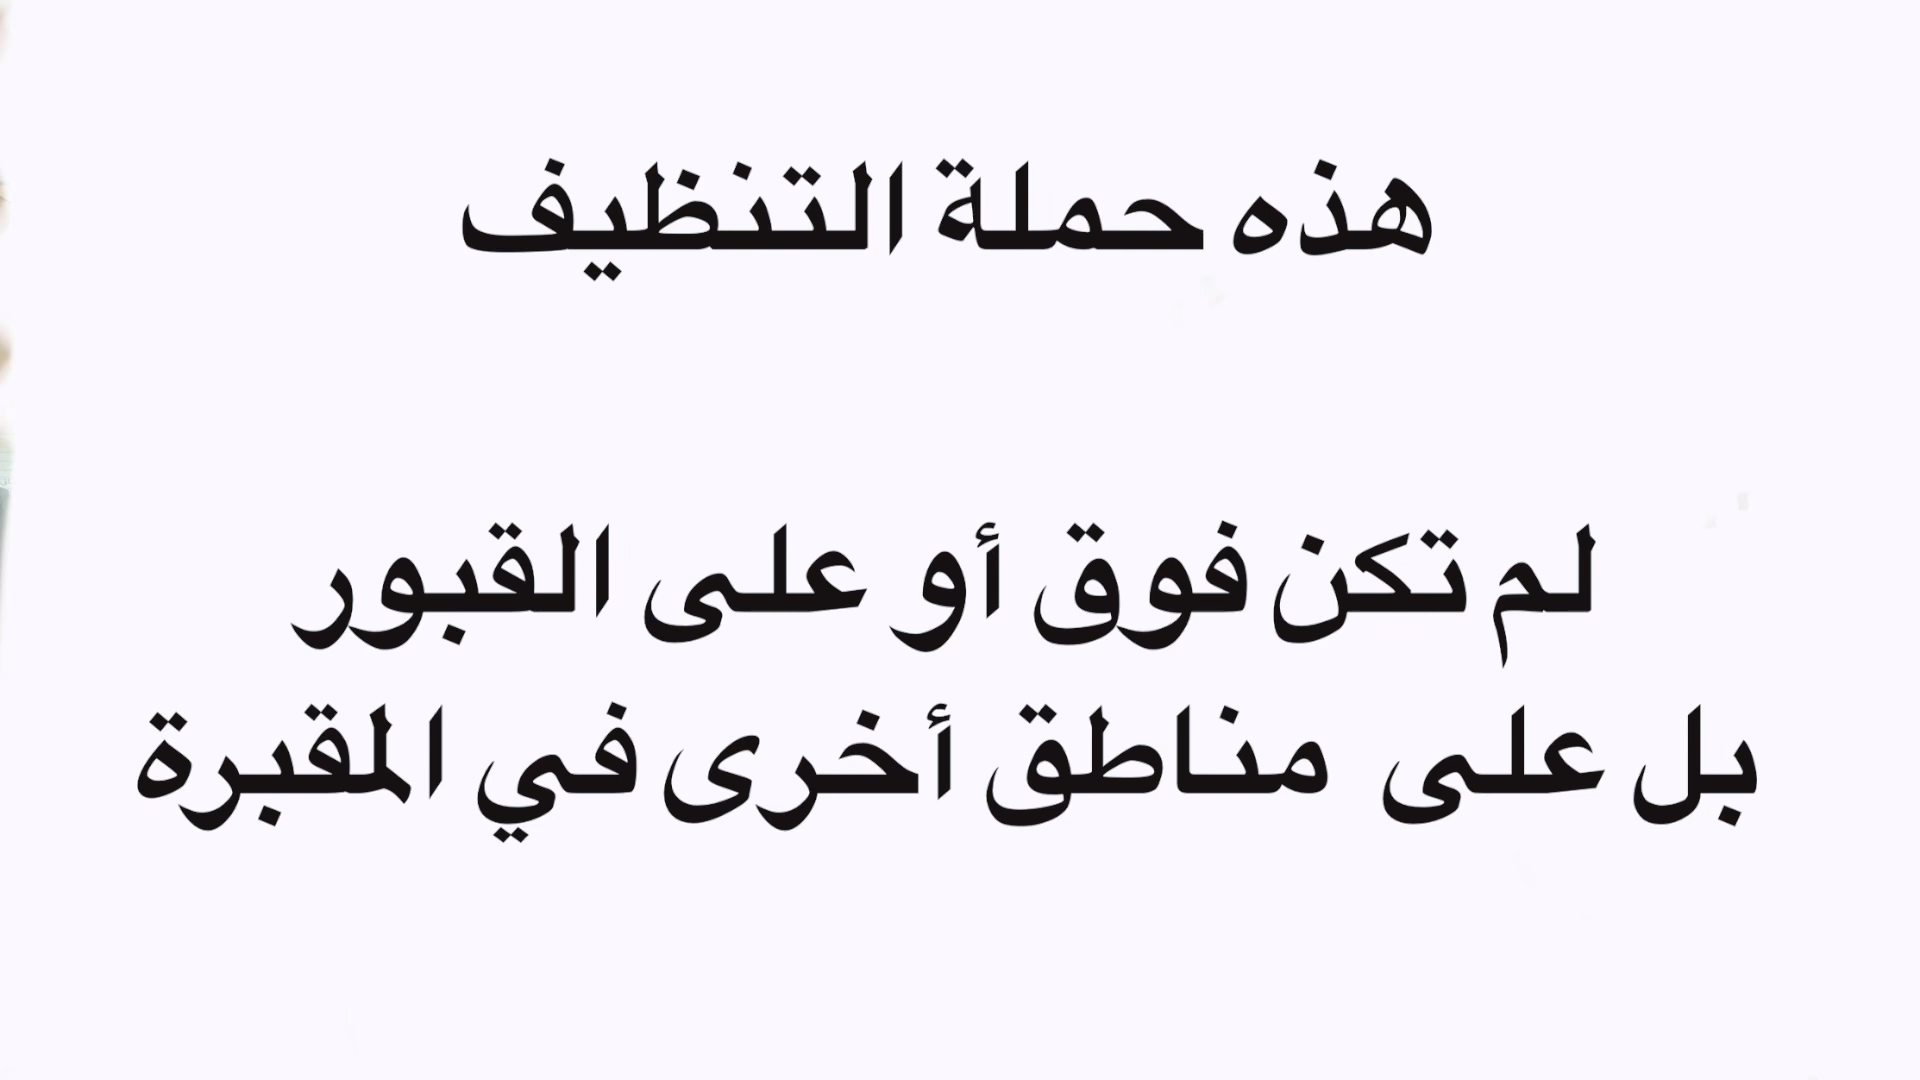 هذه حملة التنظيف
لم تكن فوق أو على القبور
بل على مناطق أخرى في المقبرة